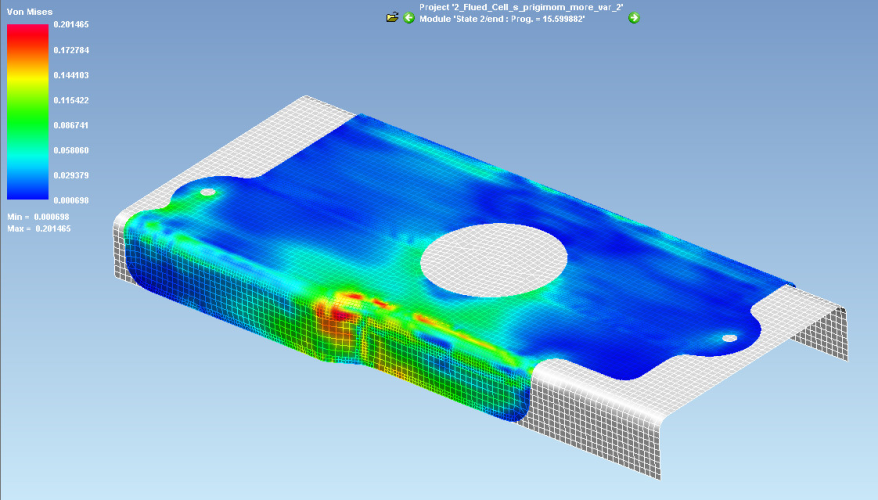 Project '2_Flued_Cell_s_prigimom_more_var_2'
Module 'State 2/end : Prog. = 15.599882'
Von Mises
0.201465
0.172784
0.144103
0.115422
0.086741
0.058060
0.029379
0.000698
Min = 0.000698
Max = 0.201465